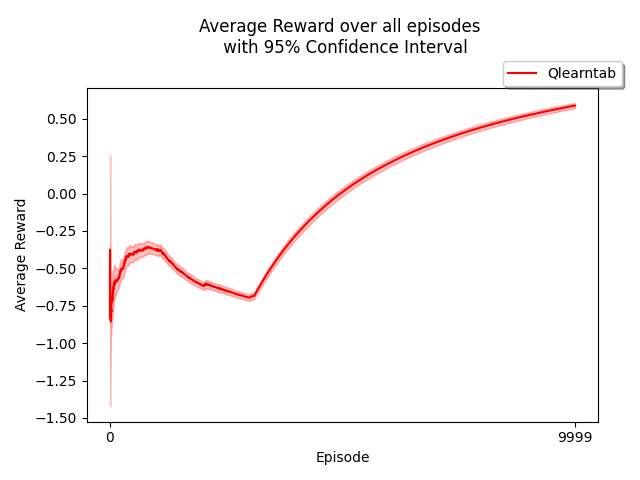 Average Reward over all episodes
with 95% Confidence Interval
Qlearntab
0.50
0.25
0.00
−0.25
−0.50
−0.75
−1.00
−1.25
−1.50
Average Reward
0 9999
Episode